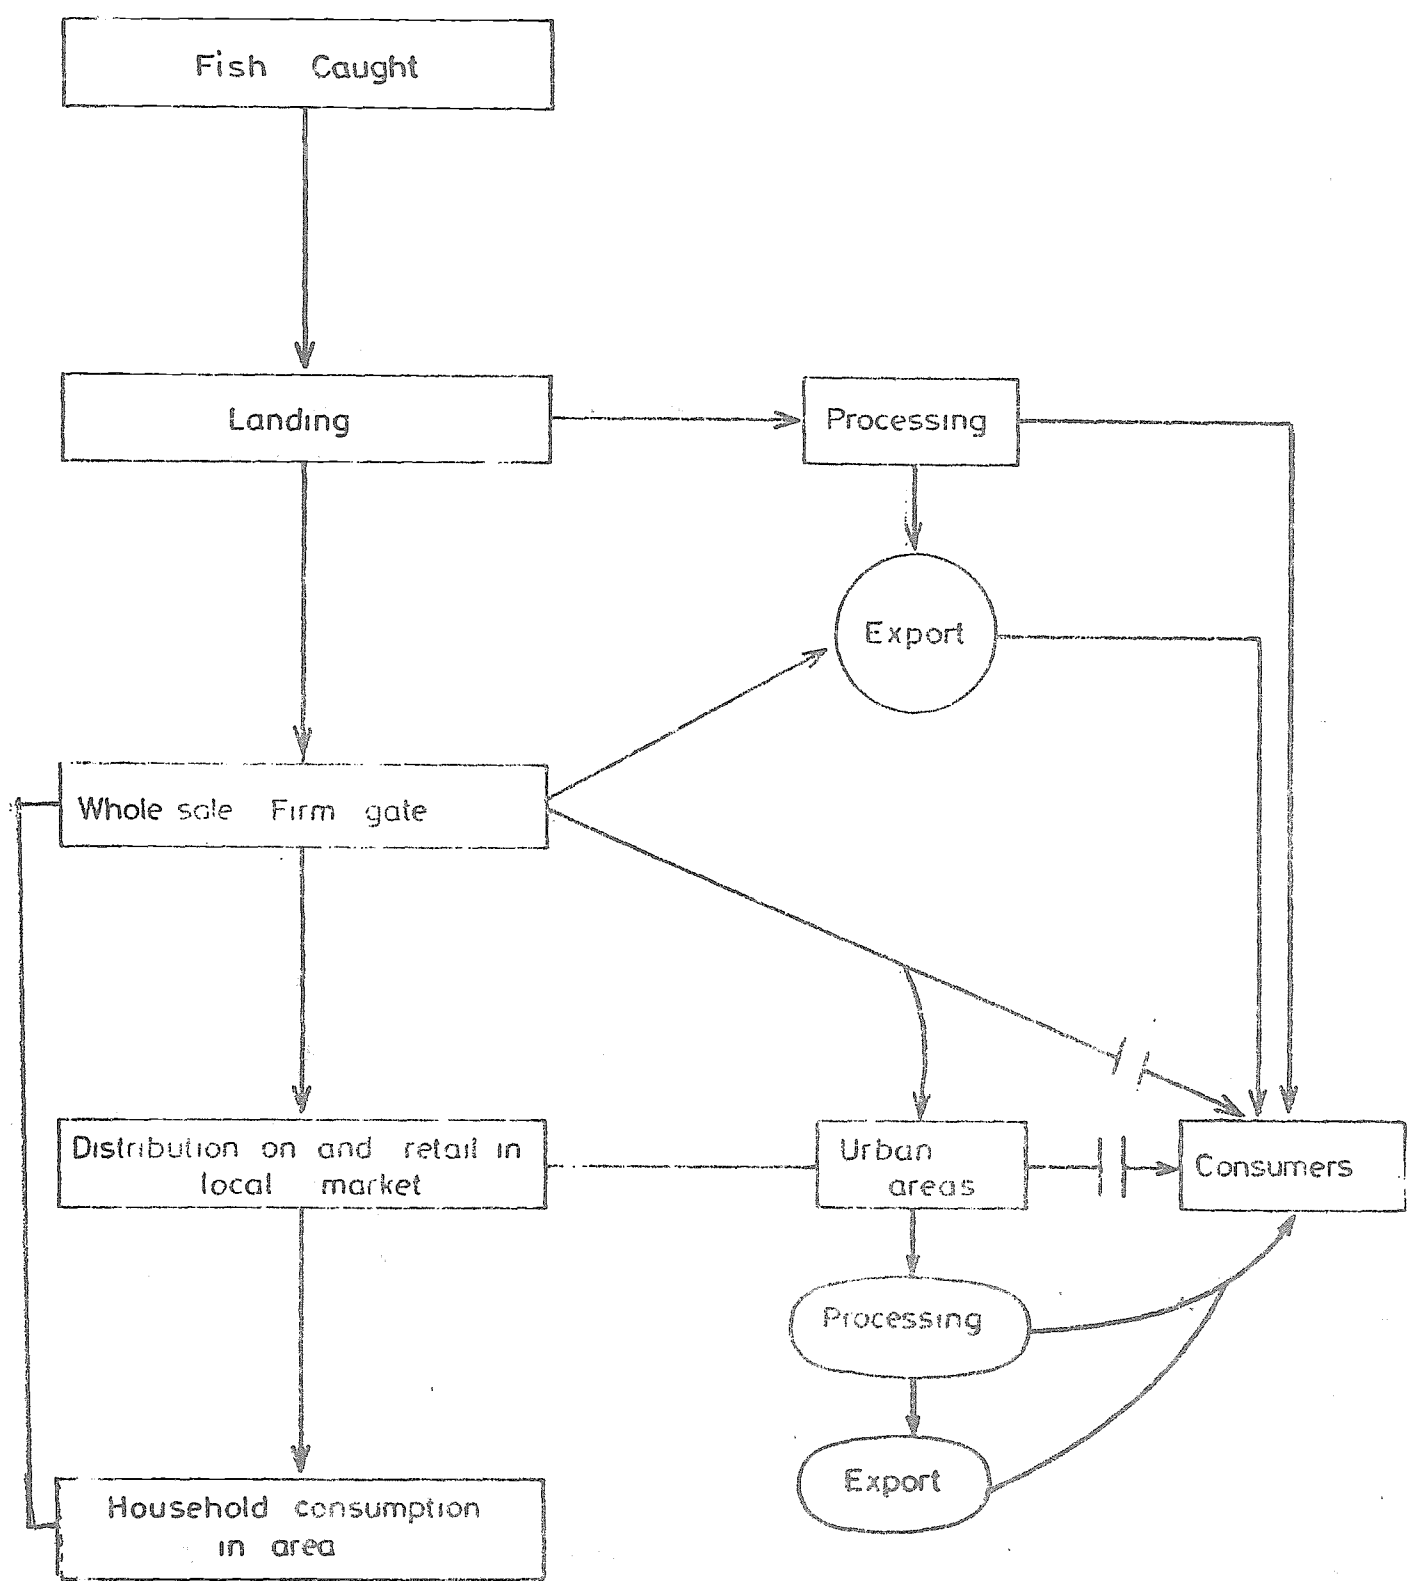 Fish Caught
Landing
Processing
Export
Whole sale Firm gate
Distribution on and retail in
local market
Urban
areas
Consumers
Processing
Export
Household consumption
in area